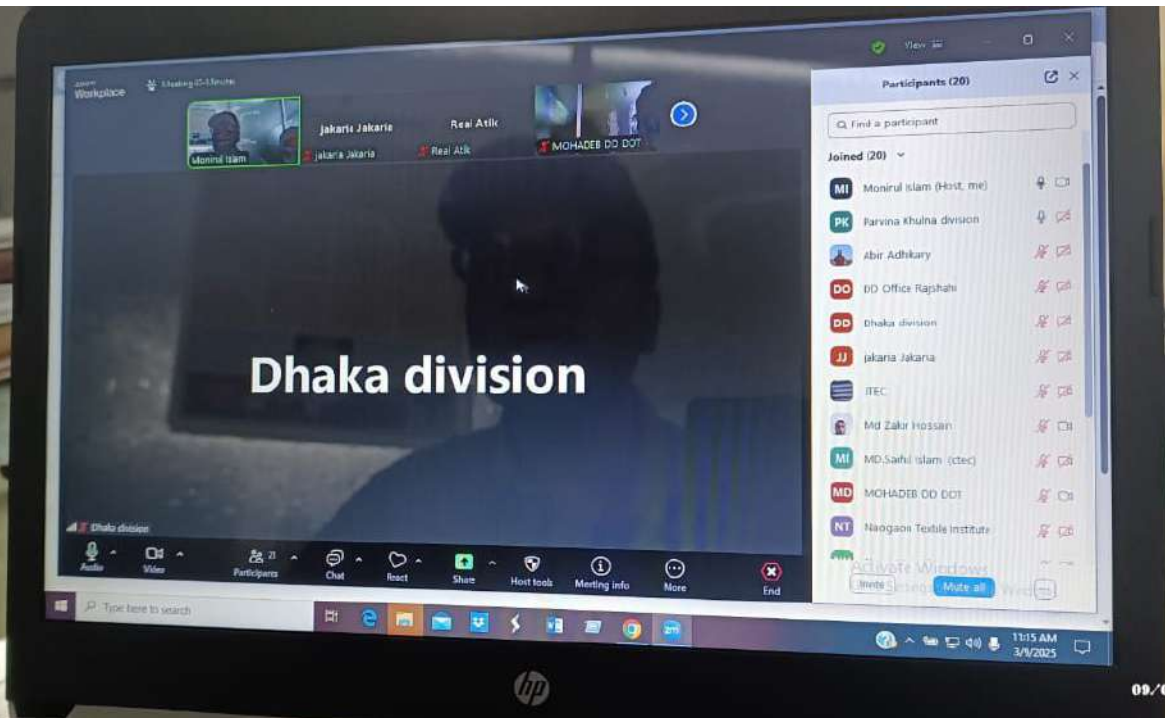 Workplace
View
Monirul Islam
jakaria Jakaria
jakaria Jakaria
Real Atik
Real Atik
MOHADEB DD DOT
Dhaka division
Dhaka division
Participants (20)
Find a participant
Joined (20)
MI Monirul Islam (Host, me)
PK Parvina Khulna division
Abir Adhikary
DO DD Office Rajshahi
DD Dhaka division
JJ jakaria Jakaria
ITEC
Md Zakir Hossain
MI MD.Saiful Islam (ctec)
MD MOHADEB DD DOT
NT Naogaon Textile Institute
Activate Windows
Invite
Mute all
Audio
Video
21
Participants
Chat
React
Share
Host tools
Meeting info
More
End
Type here to search
zm
11:15 AM
3/9/2025
hp